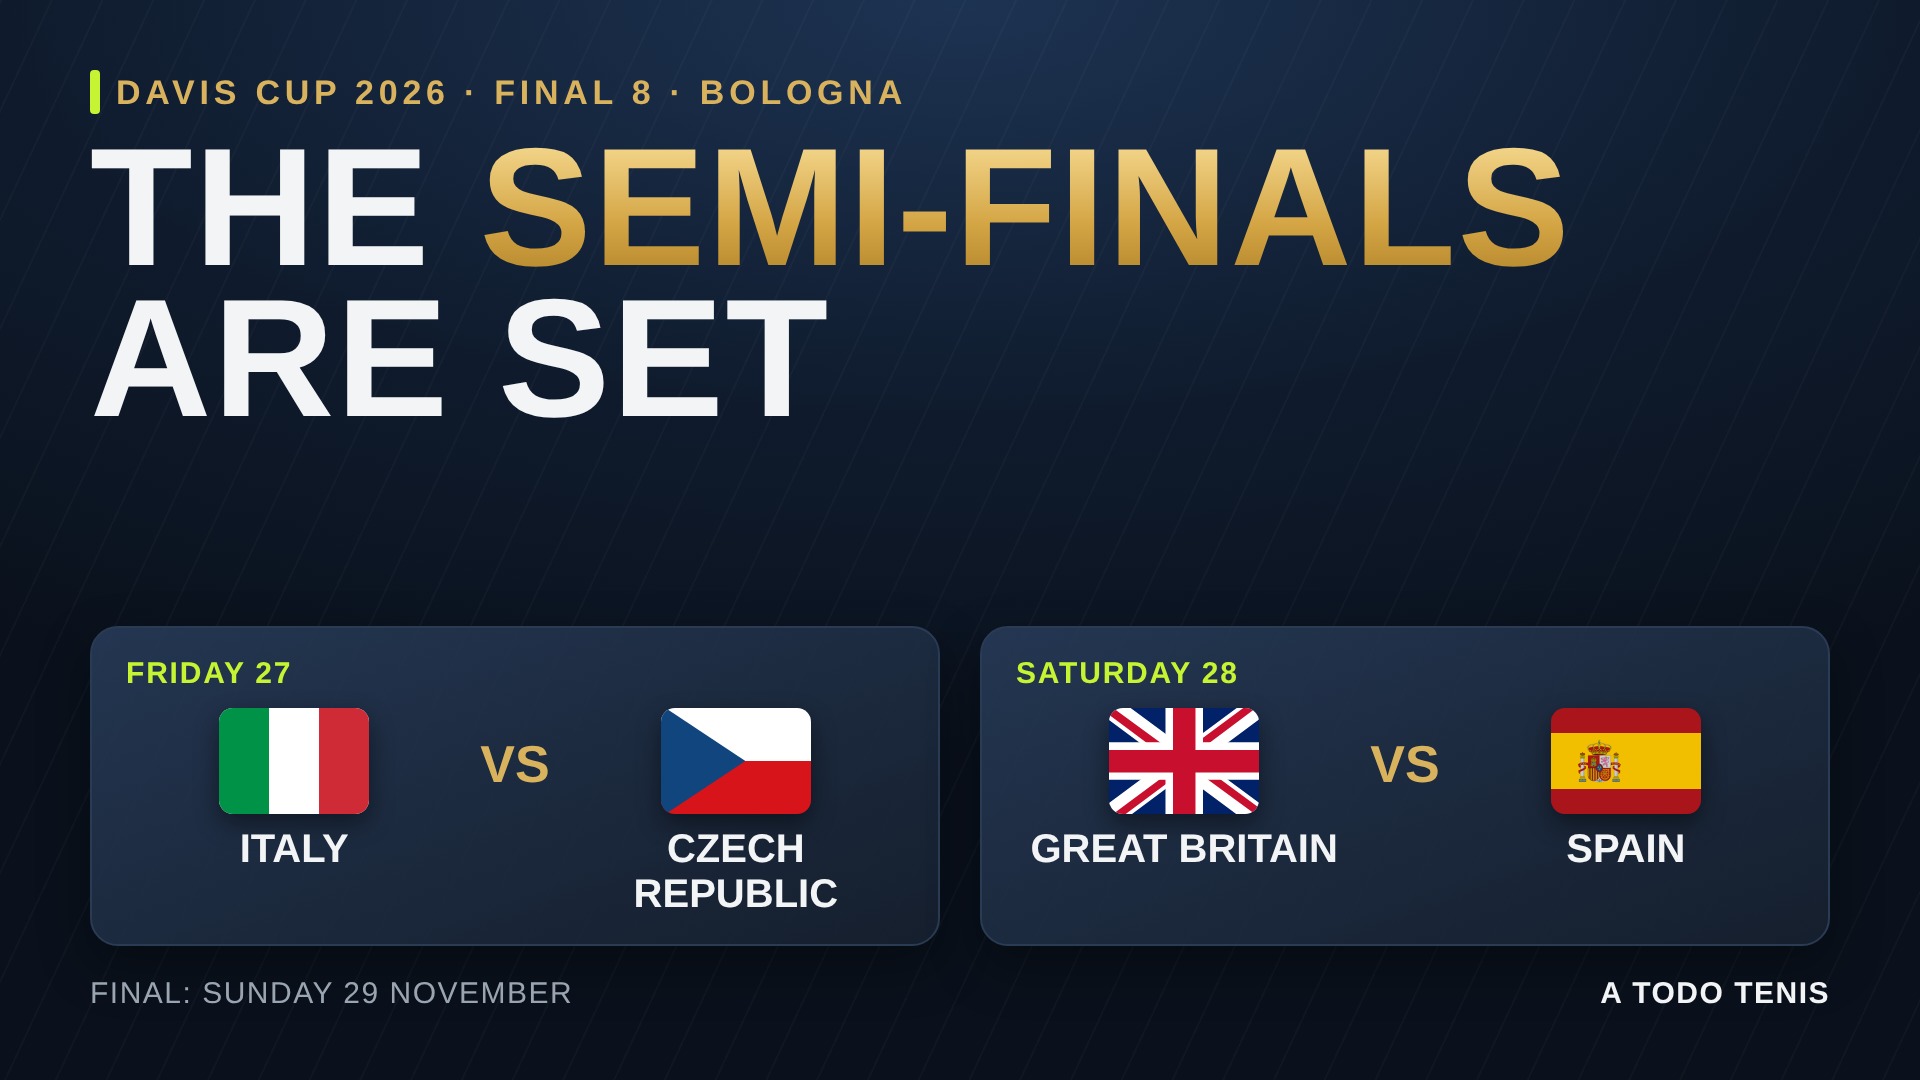 DAVIS CUP 2026 · FINAL 8 · BOLOGNA
THE SEMI-FINALS
ARE SET
FRIDAY 27
ITALY
VS
CZECH
REPUBLIC
SATURDAY 28
GREAT BRITAIN
VS
SPAIN
FINAL: SUNDAY 29 NOVEMBER
A TODO TENIS